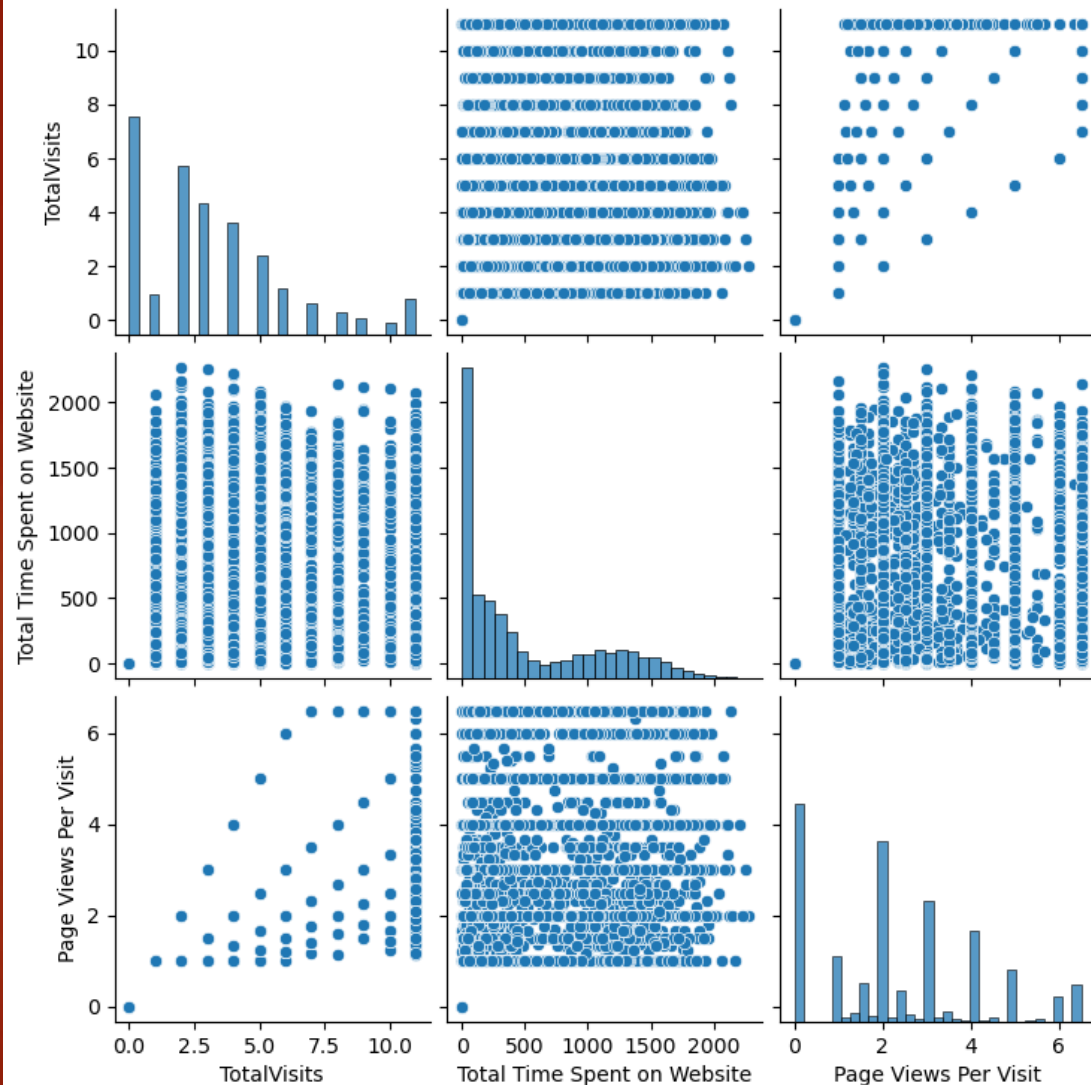 TotalVisits
10
8
6
4
2
0
Total Time Spent on Website
2000
1500
1000
500
0
Page Views Per Visit
6
4
2
0
0.0 2.5 5.0 7.5 10.0
TotalVisits
0 500 1000 1500 2000
Total Time Spent on Website
0 2 4 6
Page Views Per Visit